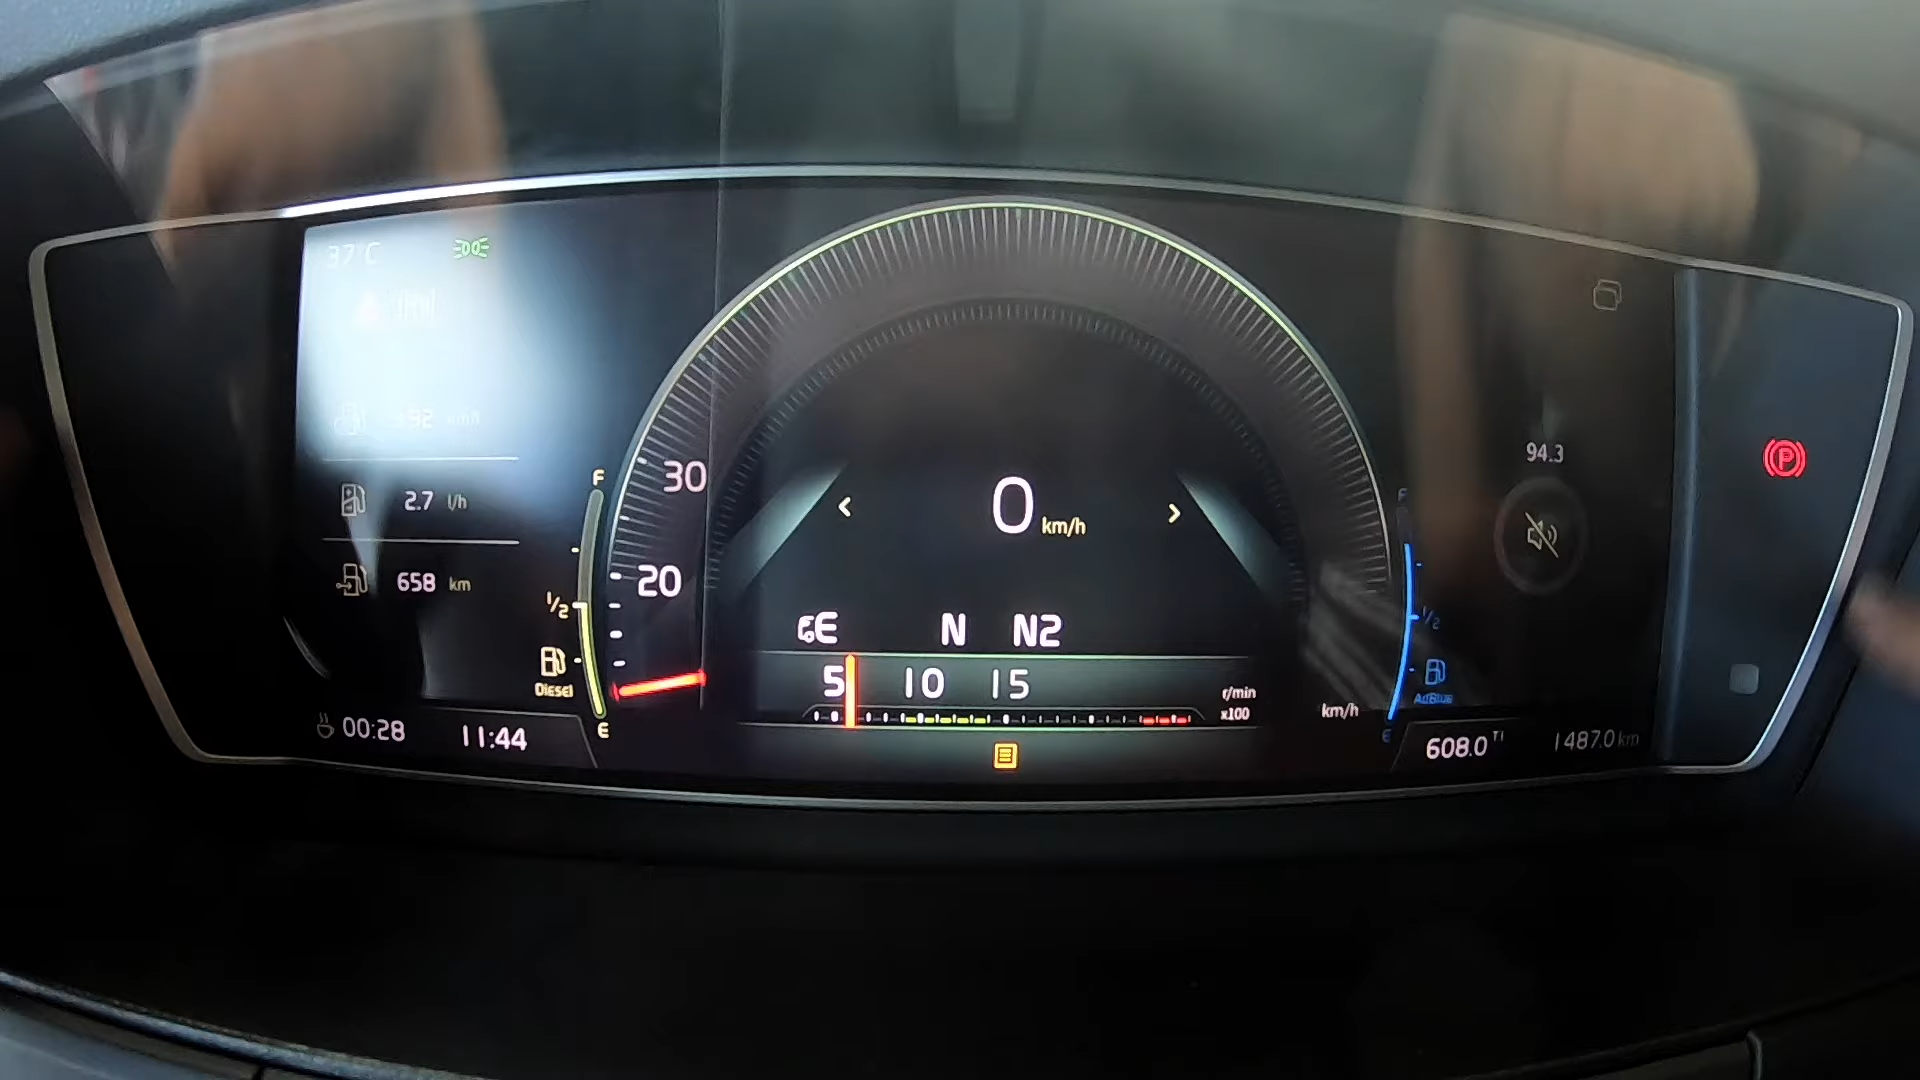 37°C
2.7 l/h
658 km
F
1/2
Diesel
E
00:28
11:44
30
20
0 km/h
E N N2
5 10 15
r/min
x100
km/h
94.3
P
F
1/2
AdBlue
E
608.0 T1
1487.0 km